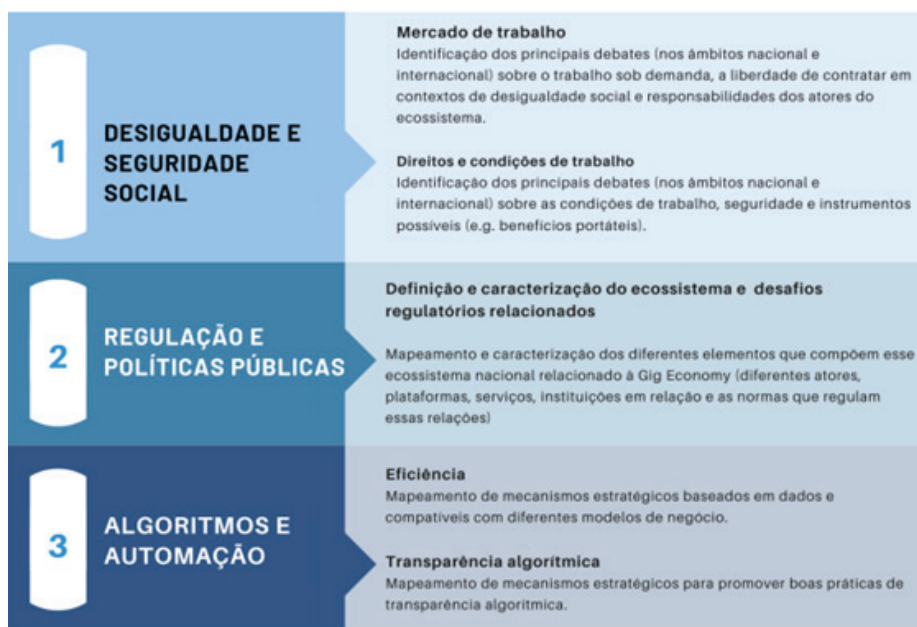 1
DESIGUALDADE E
SEGURIDADE
SOCIAL
Mercado de trabalho
Identificação dos principais debates (nos âmbitos nacional e
internacional) sobre o trabalho sob demanda, a liberdade de contratar em
contextos de desigualdade social e responsabilidades dos atores do
ecossistema.
Direitos e condições de trabalho
Identificação dos principais debates (nos âmbitos nacional e
internacional) sobre as condições de trabalho, seguridade e instrumentos
possíveis (e.g. benefícios portáteis).
2
REGULAÇÃO E
POLÍTICAS PÚBLICAS
Definição e caracterização do ecossistema e desafios
regulatórios relacionados
Mapeamento e caracterização dos diferentes elementos que compõem esse
ecossistema nacional relacionado à Gig Economy (diferentes atores,
plataformas, serviços, instituições em relação e as normas que regulam
essas relações)
3
ALGORITMOS E
AUTOMAÇÃO
Eficiência
Mapeamento de mecanismos estratégicos baseados em dados e
compatíveis com diferentes modelos de negócio.
Transparência algorítmica
Mapeamento de mecanismos estratégicos para promover boas práticas de
transparência algorítmica.